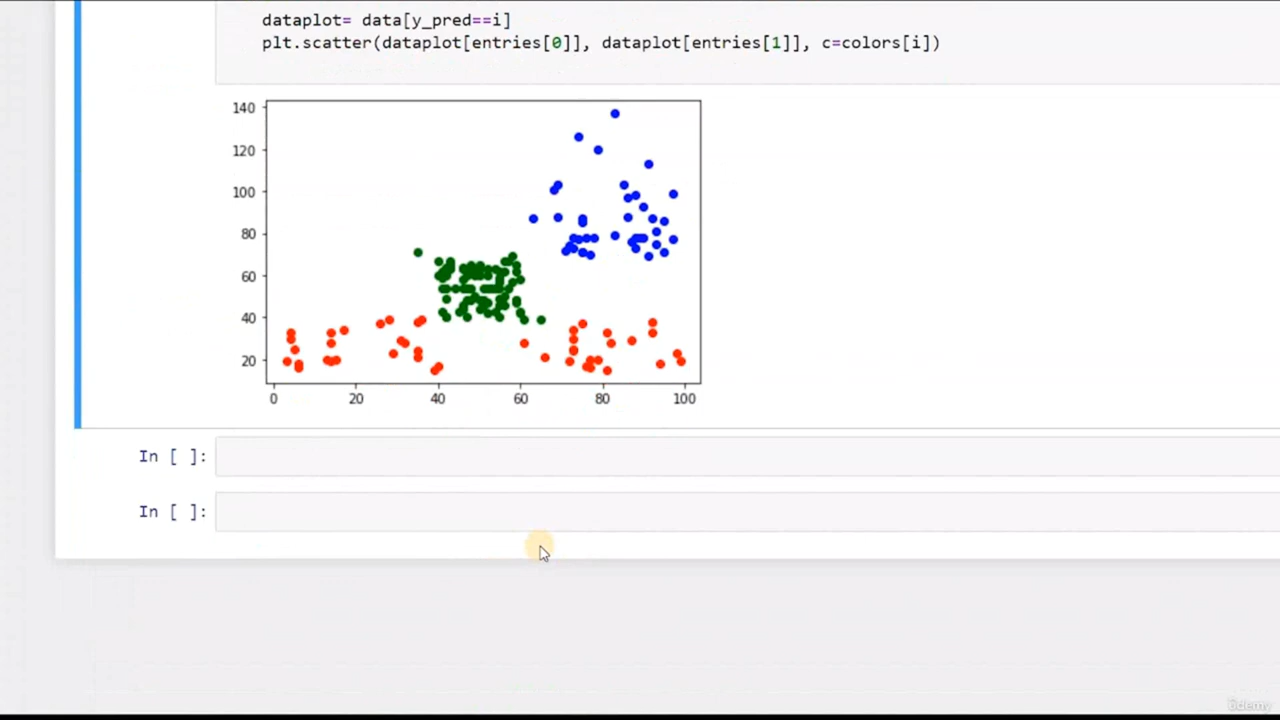 dataplot= data[y_pred==i]
plt.scatter(dataplot[entries[0]], dataplot[entries[1]], c=colors[i])
140
120
100
80
60
40
20
0 20 40 60 80 100
In [ ]:
In [ ]:
ûdemy